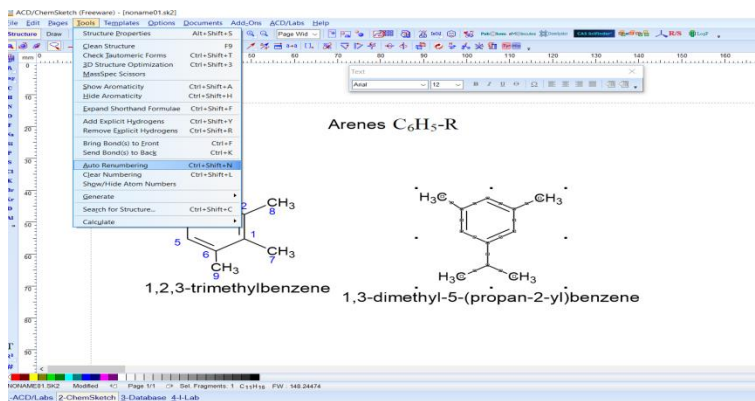 ACD/ChemSketch (Freeware) - [noname01.sk2]
File Edit Pages Tools Templates Options Documents Add-Ons ACD/Labs Help
Structure Draw
Page Wid
Structure Properties Alt+Shift+S
Clean Structure F9
Check Tautomeric Forms Ctrl+Shift+T
3D Structure Optimization Ctrl+Shift+3
MassSpec Scissors
Show Aromaticity Ctrl+Shift+A
Hide Aromaticity Ctrl+Shift+H
Expand Shorthand Formulae Ctrl+Shift+F
Add Explicit Hydrogens Ctrl+Shift+Y
Remove Explicit Hydrogens Ctrl+Shift+R
Bring Bond(s) to Front Ctrl+F
Send Bond(s) to Back Ctrl+K
Auto Renumbering Ctrl+Shift+N
Clear Numbering Ctrl+Shift+L
Show/Hide Atom Numbers
Generate
Search for Structure... Ctrl+Shift+C
Calculate
Text
Arial 12
Arenes C₆H₅-R
2 CH₃
8
5 1
6 CH₃
7
CH₃
9
1,2,3-trimethylbenzene
H₃C CH₃
H₃C CH₃
1,3-dimethyl-5-(propan-2-yl)benzene
NONAME01.SK2 Modified Page 1/1 Sel. Fragments: 1 C₁₁H₁₆ FW : 148.24474
-ACD/Labs 2-ChemSketch 3-Database 4-I-Lab